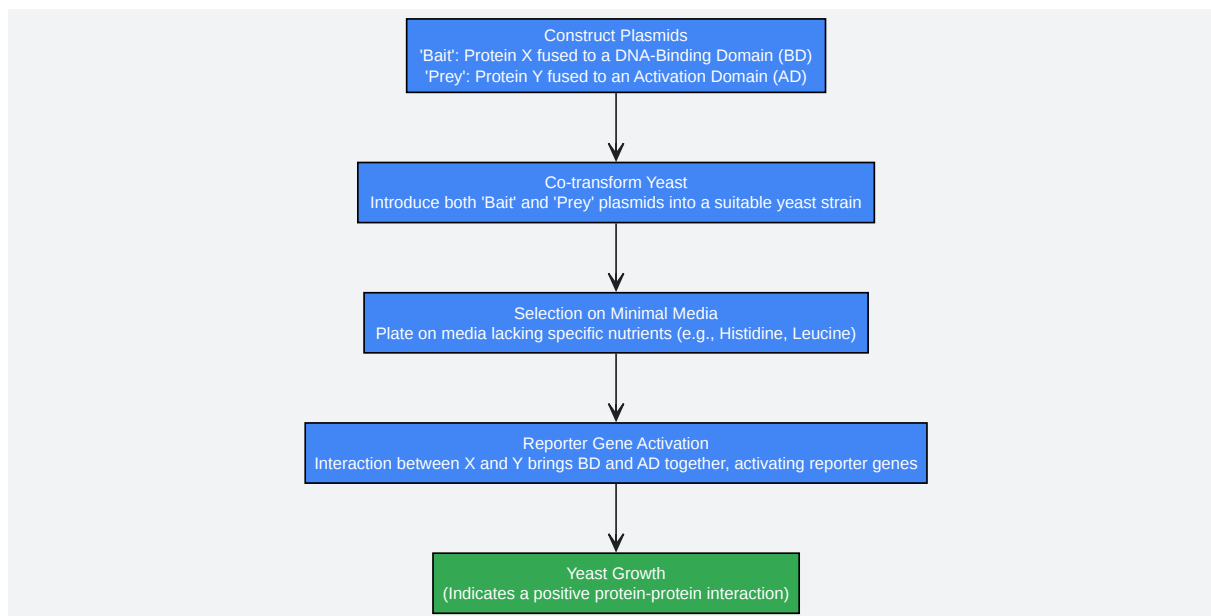 Construct Plasmids
'Bait': Protein X fused to a DNA-Binding Domain (BD)
'Prey': Protein Y fused to an Activation Domain (AD)
Co-transform Yeast
Introduce both 'Bait' and 'Prey' plasmids into a suitable yeast strain
Selection on Minimal Media
Plate on media lacking specific nutrients (e.g., Histidine, Leucine)
Reporter Gene Activation
Interaction between X and Y brings BD and AD together, activating reporter genes
Yeast Growth
(Indicates a positive protein-protein interaction)